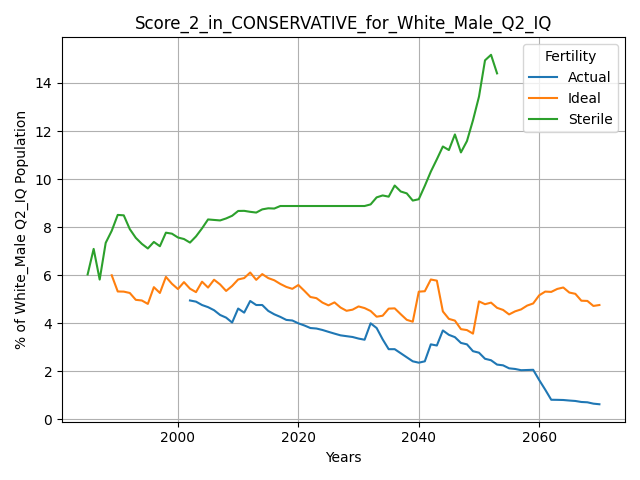 Score_2_in_CONSERVATIVE_for_White_Male_Q2_IQ
% of White_Male Q2_IQ Population
14
12
10
8
6
4
2
0
Fertility
Actual
Ideal
Sterile
2000
2020
2040
2060
Years